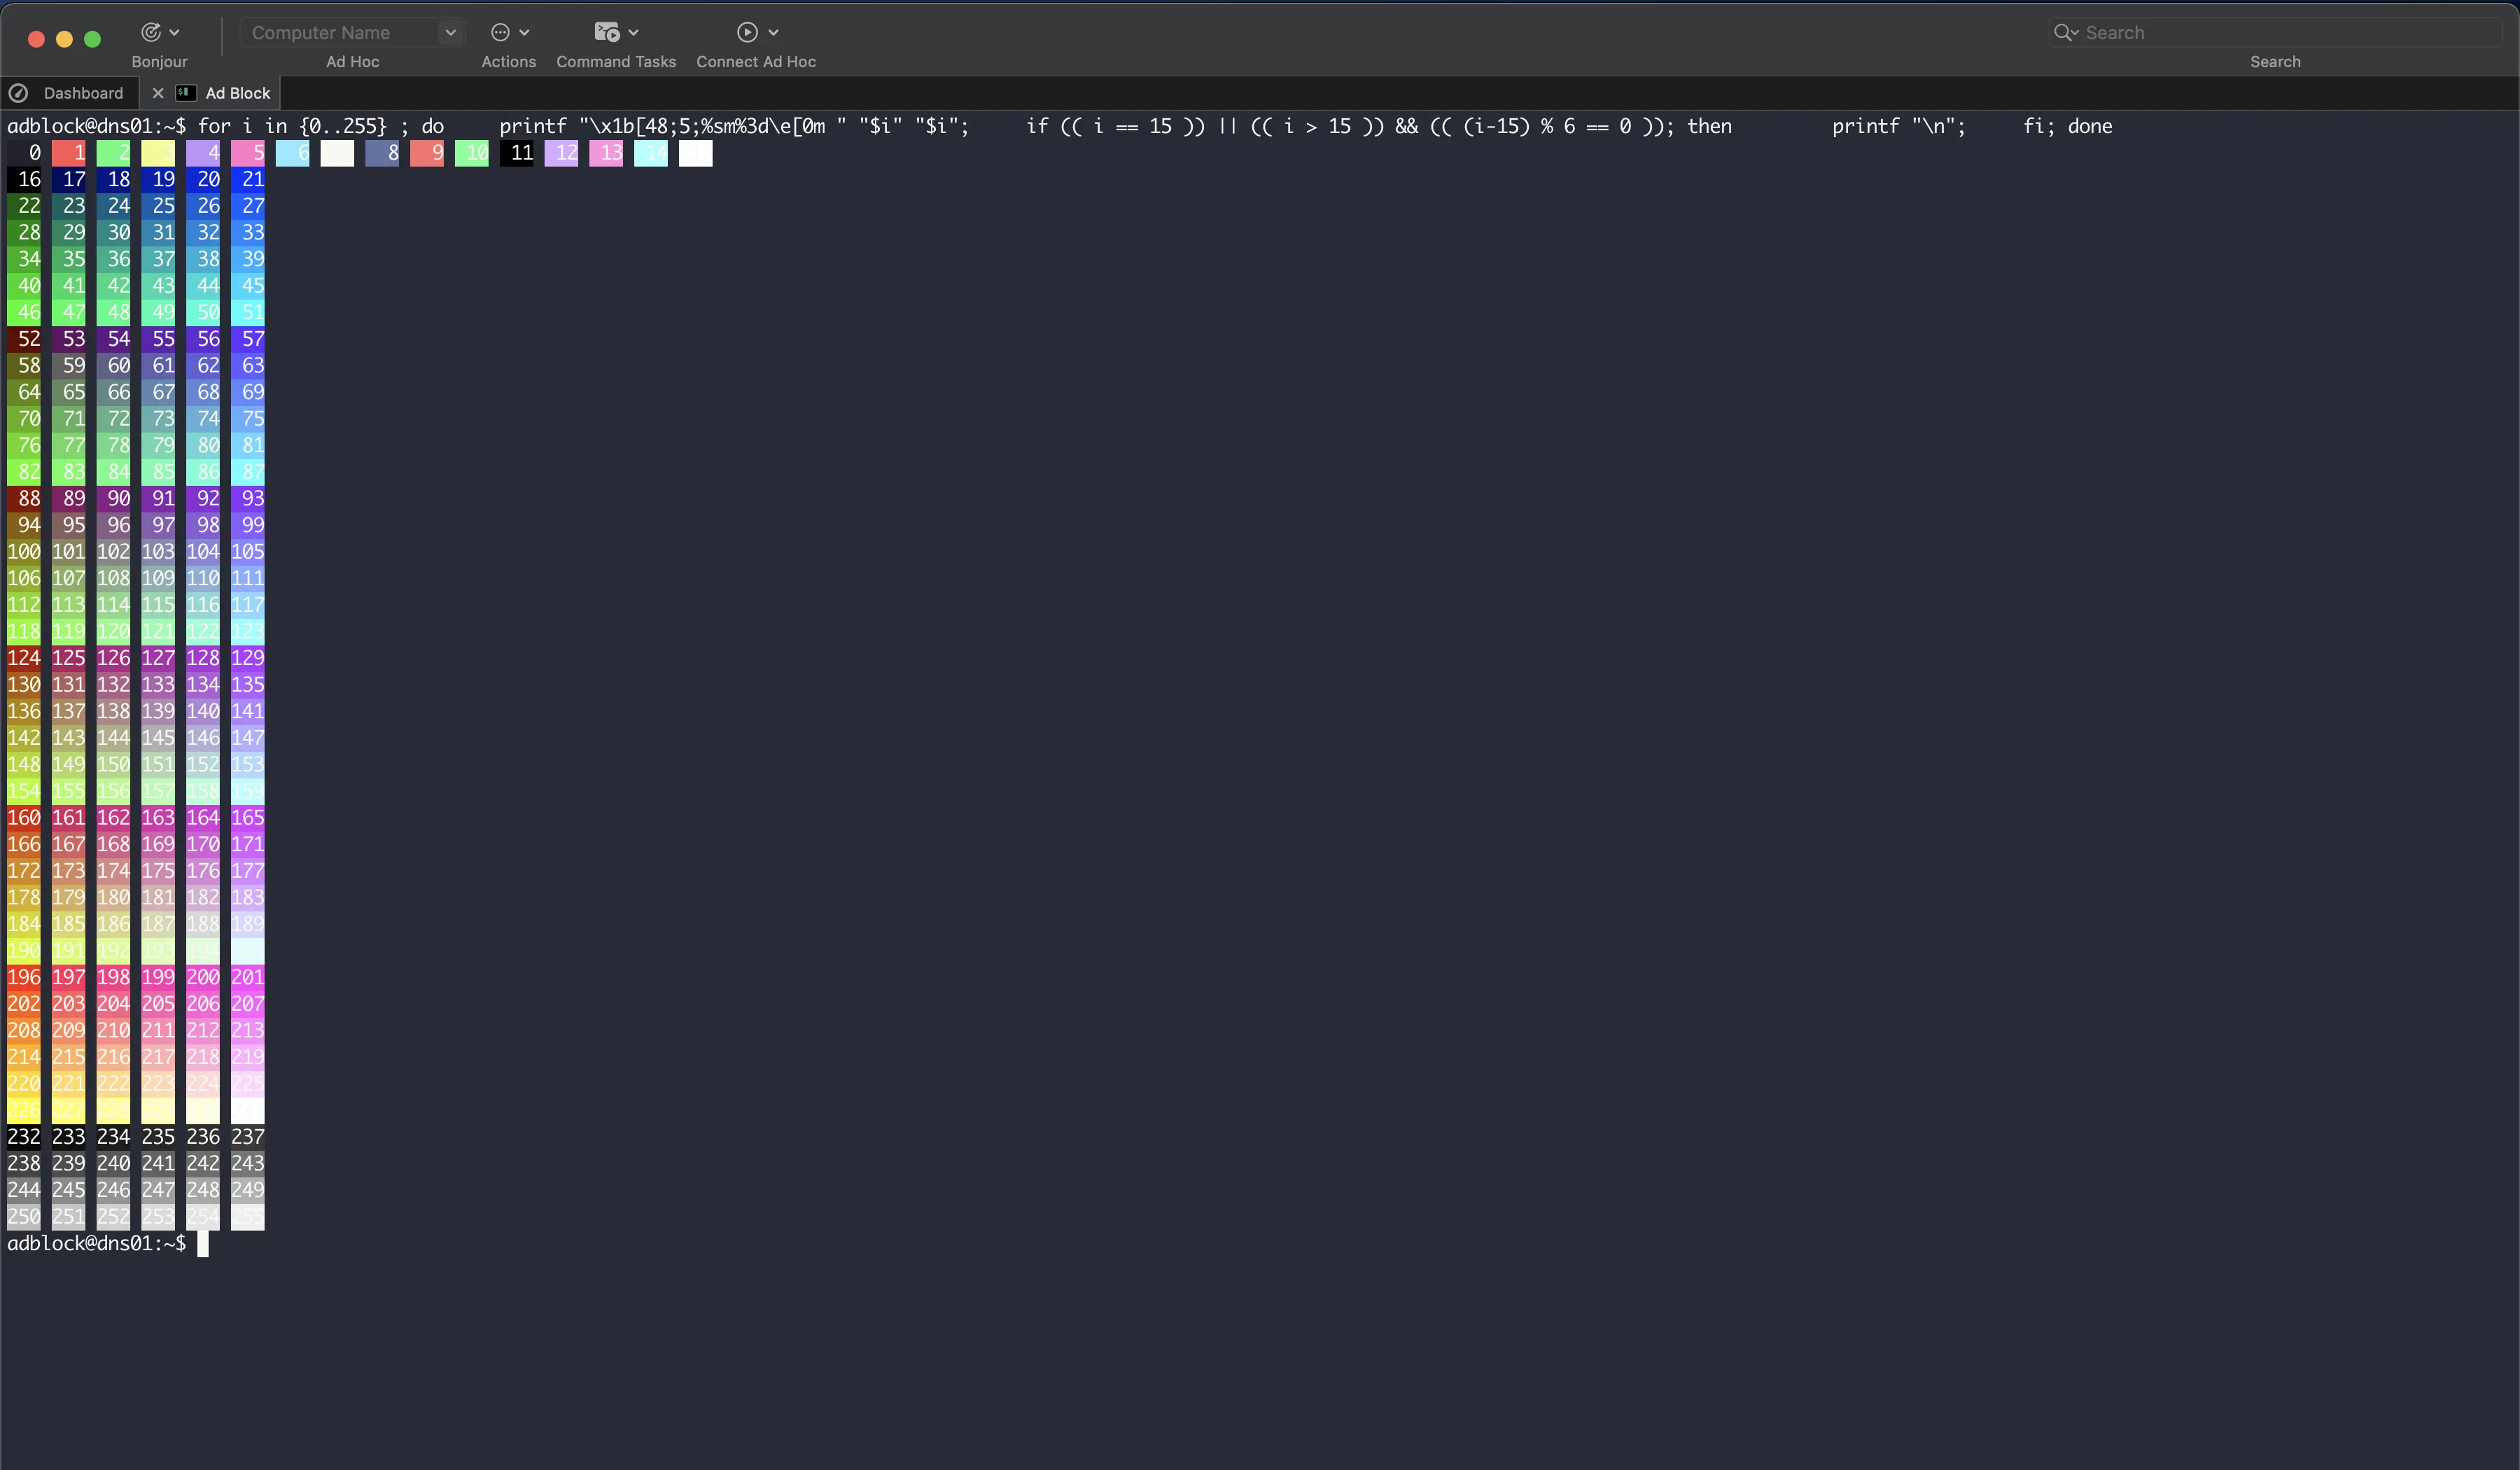 Computer Name
Search
Bonjour Ad Hoc Actions Command Tasks Connect Ad Hoc Search
Dashboard Ad Block
adblock@dns01:~$ for i in {0..255} ; do     printf "\x1b[48;5;%sm%3d\e[0m " "$i" "$i";     if (( i == 15 )) || (( i > 15 )) && (( (i-15) % 6 == 0 )); then         printf "\n";     fi; done
0 1 2 3 4 5 6 8 9 10 11 12 13 14
16 17 18 19 20 21
22 23 24 25 26 27
28 29 30 31 32 33
34 35 36 37 38 39
40 41 42 43 44 45
46 47 48 49 50 51
52 53 54 55 56 57
58 59 60 61 62 63
64 65 66 67 68 69
70 71 72 73 74 75
76 77 78 79 80 81
82 83 84 85 86 87
88 89 90 91 92 93
94 95 96 97 98 99
100 101 102 103 104 105
106 107 108 109 110 111
112 113 114 115 116 117
118 119 120 121 122 123
124 125 126 127 128 129
130 131 132 133 134 135
136 137 138 139 140 141
142 143 144 145 146 147
148 149 150 151 152 153
154 155 156 157 158 159
160 161 162 163 164 165
166 167 168 169 170 171
172 173 174 175 176 177
178 179 180 181 182 183
184 185 186 187 188 189
190 191 192 193
196 197 198 199 200 201
202 203 204 205 206 207
208 209 210 211 212 213
214 215 216 217 218 219
220 221 222 223 224 225
226 227
232 233 234 235 236 237
238 239 240 241 242 243
244 245 246 247 248 249
250 251 252 253 254 255
adblock@dns01:~$